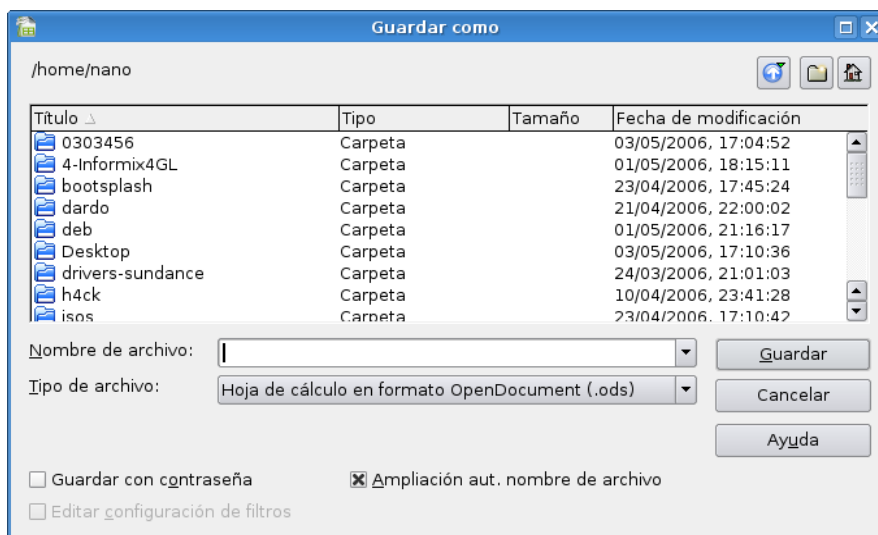 Guardar como
/home/nano
Título Tipo Tamaño Fecha de modificación
0303456 Carpeta 03/05/2006, 17:04:52
4-Informix4GL Carpeta 01/05/2006, 18:15:11
bootsplash Carpeta 23/04/2006, 17:45:24
dardo Carpeta 21/04/2006, 22:00:02
deb Carpeta 01/05/2006, 21:16:17
Desktop Carpeta 03/05/2006, 17:10:36
drivers-sundance Carpeta 24/03/2006, 21:01:03
h4ck Carpeta 10/04/2006, 23:41:28
isos Carpeta 23/04/2006, 17:10:42
Nombre de archivo: Guardar
Tipo de archivo: Hoja de cálculo en formato OpenDocument (.ods) Cancelar
Ayuda
Guardar con contraseña Ampliación aut. nombre de archivo
Editar configuración de filtros